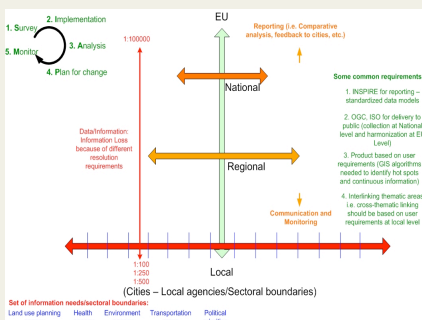 EU
1. Survey
2. Implementation
3. Analysis
4. Plan for change
5. Monitor
1:100000
Reporting (i.e. Comparative
analysis, feedback to cities, etc.)
National
Some common requirements
1. INSPIRE for reporting –
standardized data models
2. OGC, ISO for delivery to
public (collection at National
level and harmonization at EU
Level)
3. Product based on user
requirements (GIS algorithms
needed to identify hot spots
and continuous information)
4. Interlinking thematic areas
i.e. cross-thematic linking
should be based on user
requirements at local level
Data/Information:
Information Loss
because of different
resolution
requirements
Regional
Communication and
Monitoring
1:100
1:250
1:500
Local
(Cities – Local agencies/Sectoral boundaries)
Set of information needs/sectoral boundaries:
Land use planning Health Environment Transportation Political